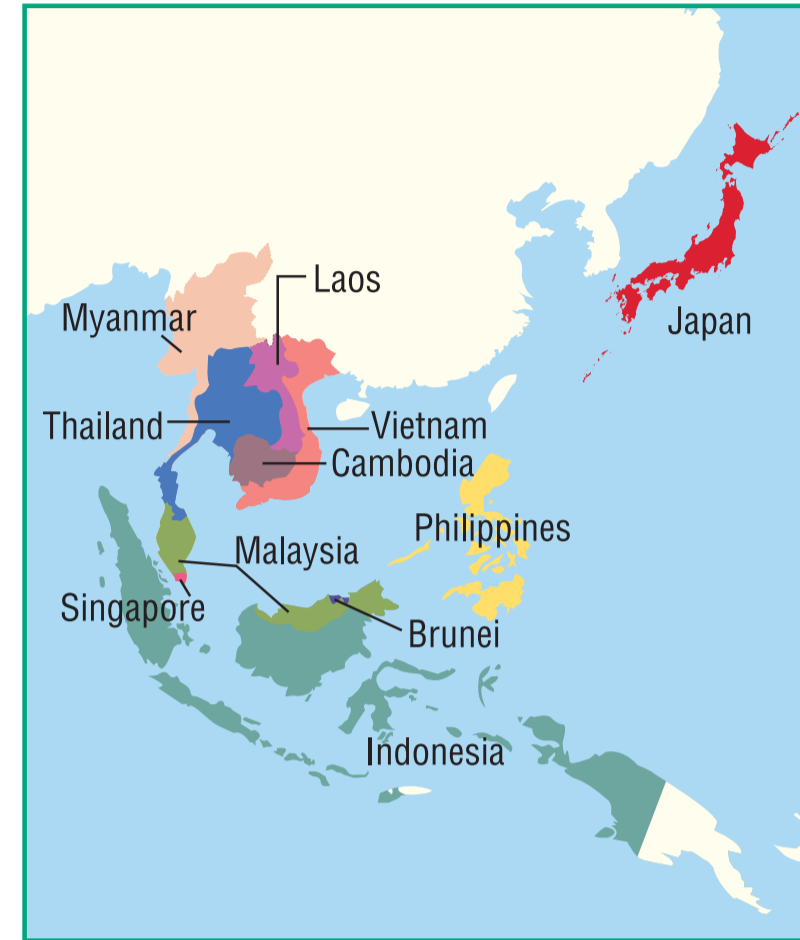 Laos
Myanmar
Japan
Thailand
Vietnam
Cambodia
Philippines
Malaysia
Singapore
Brunei
Indonesia